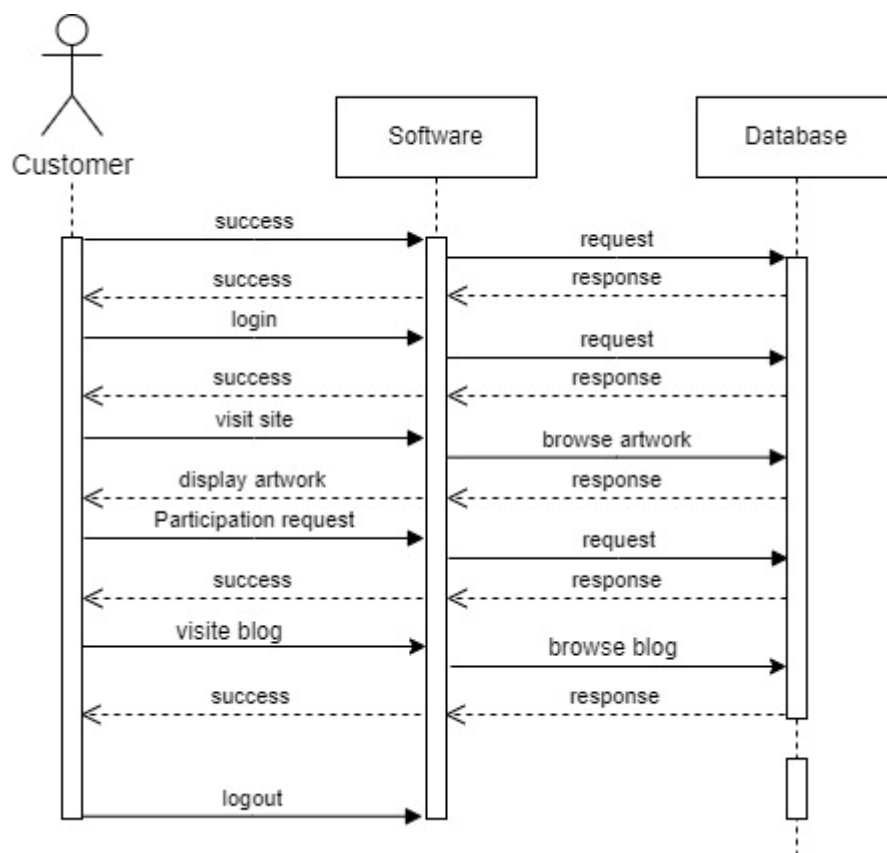 Customer
Software
Database
success
request
success
response
login
request
success
response
visit site
browse artwork
display artwork
response
Participation request
request
success
response
visite blog
browse blog
success
response
logout